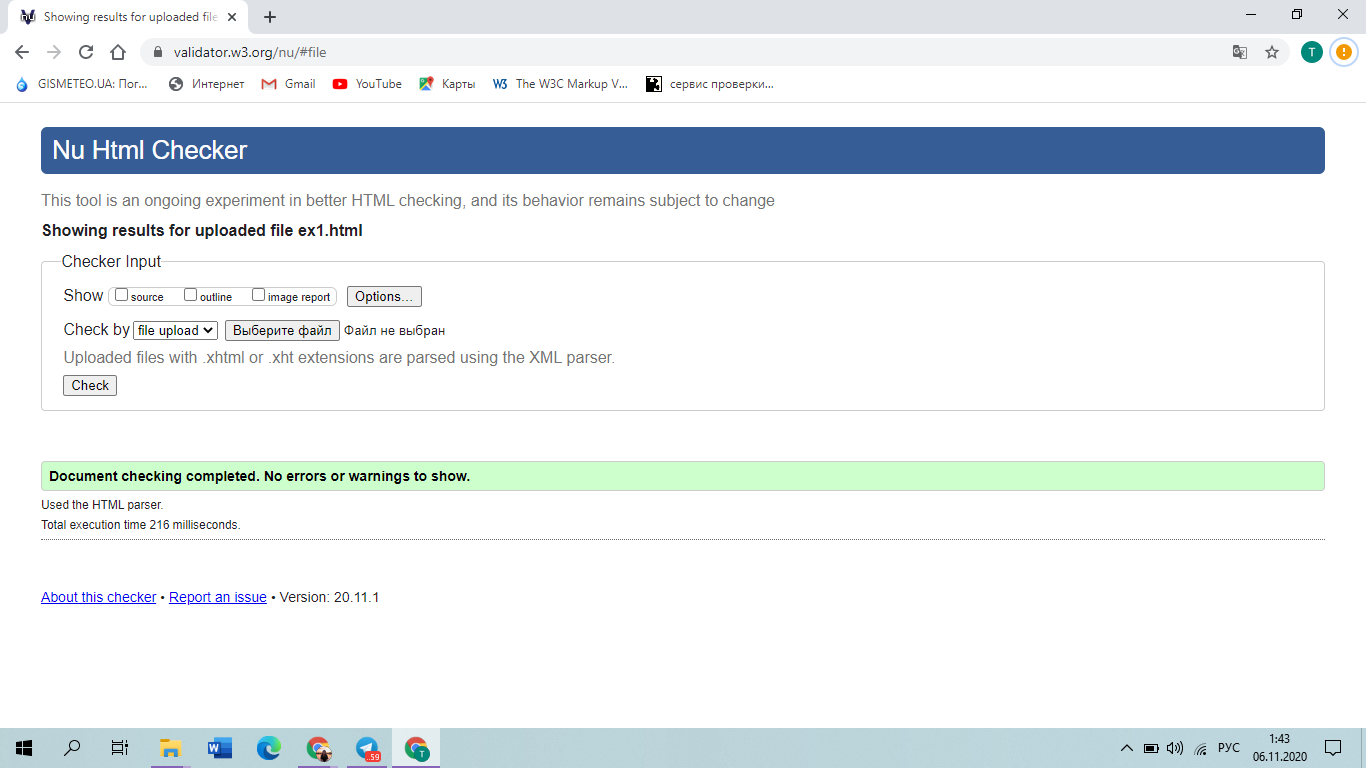 Showing results for uploaded file
validator.w3.org/nu/#file
T
GISMETEO.UA: Пог... Интернет Gmail YouTube Карты W3 The W3C Markup V... сервис проверки...
Nu Html Checker
This tool is an ongoing experiment in better HTML checking, and its behavior remains subject to change
Showing results for uploaded file ex1.html
Checker Input
Show source outline image report Options...
Check by file upload Выберите файл Файл не выбран
Uploaded files with .xhtml or .xht extensions are parsed using the XML parser.
Check
Document checking completed. No errors or warnings to show.
Used the HTML parser.
Total execution time 216 milliseconds.
About this checker • Report an issue • Version: 20.11.1
W .59 T РУС 1:43
06.11.2020